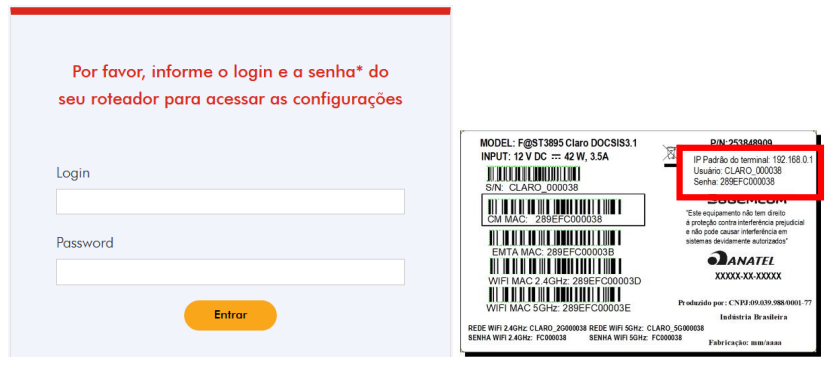 Por favor, informe o login e a senha* do
seu roteador para acessar as configurações
Login
Password
Entrar
MODEL: F@ST3895 Claro DOCSIS3.1
INPUT: 12 V DC ⎓ 42 W, 3.5A
S/N: CLARO_000038
CM MAC: 289EFC000038
EMTA MAC: 289EFC00003B
WIFI MAC 2.4GHz: 289EFC00003D
WIFI MAC 5GHz: 289EFC00003E
REDE WIFI 2.4GHz: CLARO_2G000038 REDE WIFI 5GHz: CLARO_5G000038
SENHA WIFI 2.4GHz: FC000038 SENHA WIFI 5GHz: FC000038
P/N:253848909
IP Padrão do terminal: 192.168.0.1
Usuário: CLARO_000038
Senha: 289EFC000038
SAGEMCOM
"Este equipamento não tem direito
à proteção contra interferência prejudicial
e não pode causar interferência em
sistemas devidamente autorizados"
ANATEL
XXXXX-XX-XXXXX
Produzido por: CNPJ:09.039.988/0001-77
Indústria Brasileira
Fabricação: mm/aaaa